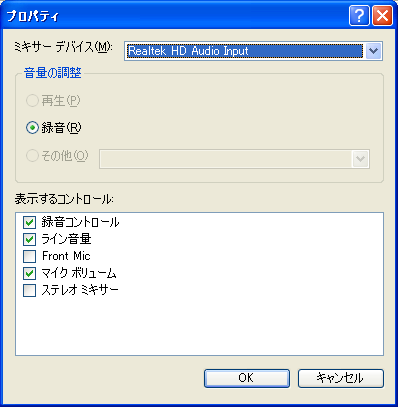 プロパティ
ミキサー デバイス(M): Realtek HD Audio Input
音量の調整
再生(P)
録音(R)
その他(O)
表示するコントロール:
録音コントロール
ライン音量
Front Mic
マイク ボリューム
ステレオ ミキサー
OK キャンセル